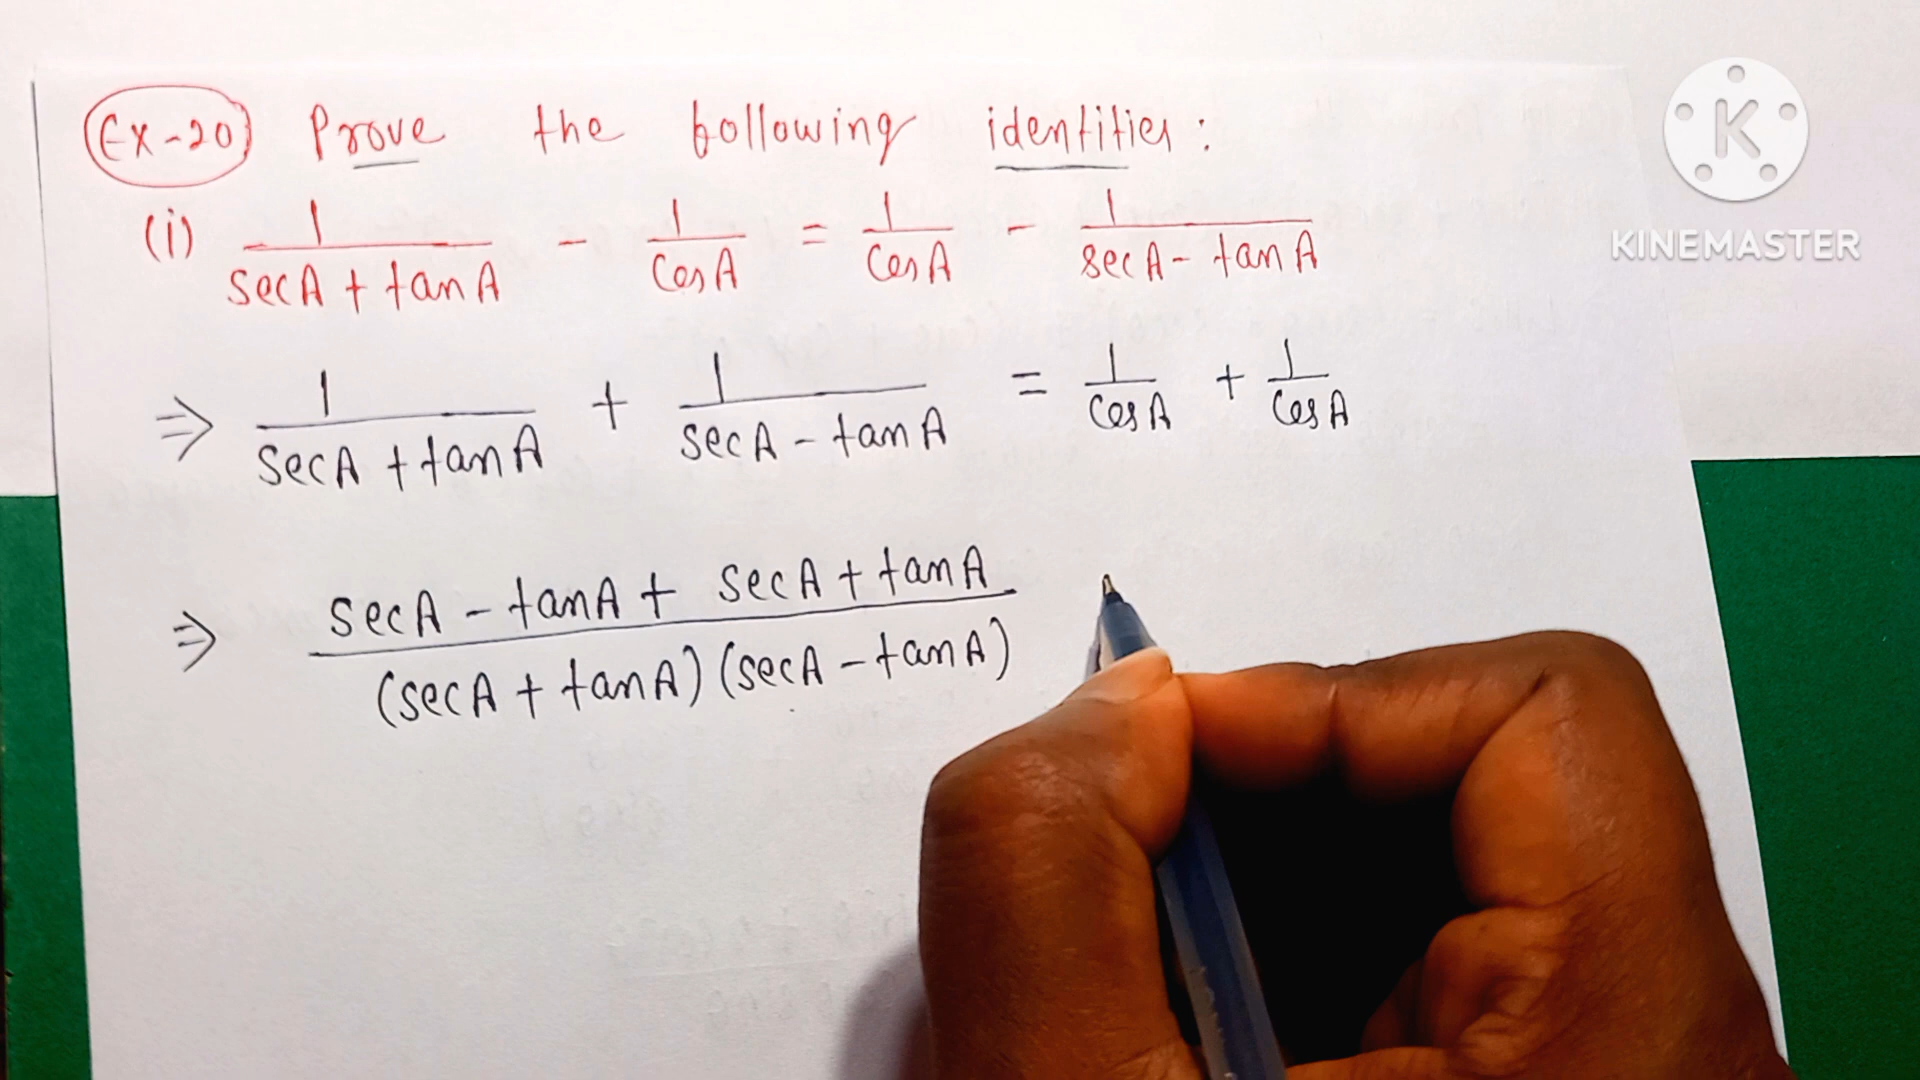 Ex-20 Prove the following identities:
(i) 1/(secA + tanA) - 1/cosA = 1/cosA - 1/(secA - tanA)
K
KINEMASTER
⇒ 1/(secA + tanA) + 1/(secA - tanA) = 1/cosA + 1/cosA
⇒ (secA - tanA + secA + tanA)/((secA + tanA)(secA - tanA))